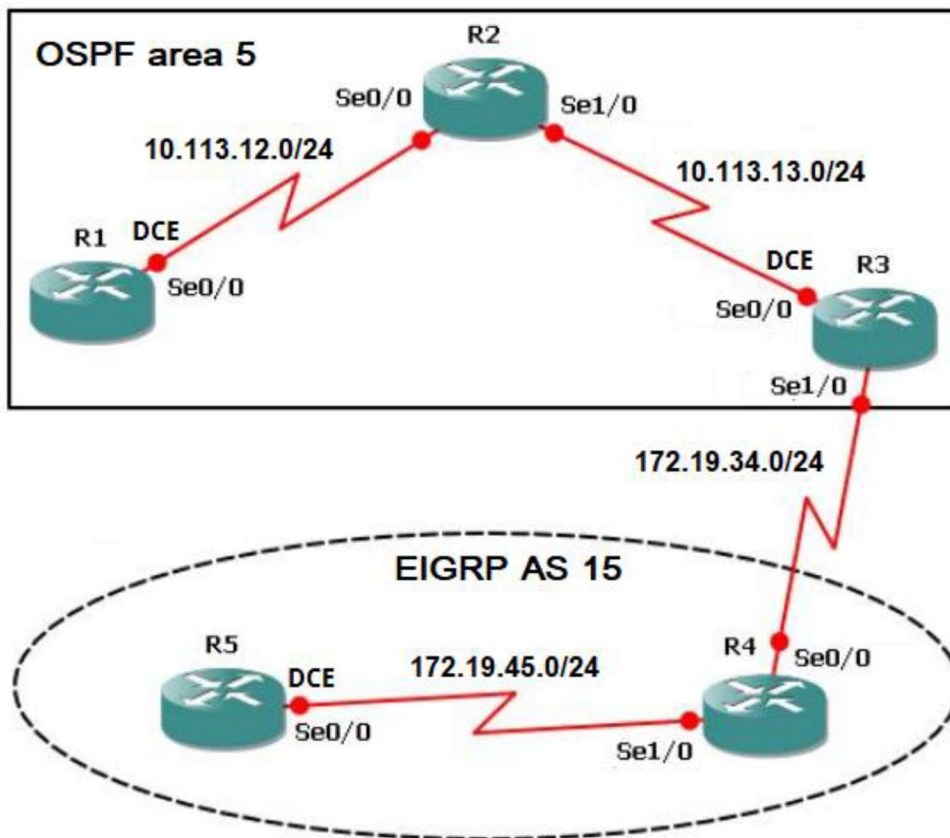 R2
OSPF area 5
Se0/0
Se1/0
10.113.12.0/24
10.113.13.0/24
DCE
R1
Se0/0
DCE
R3
Se0/0
Se1/0
172.19.34.0/24
EIGRP AS 15
R5
DCE
172.19.45.0/24
R4
Se0/0
Se0/0
Se1/0